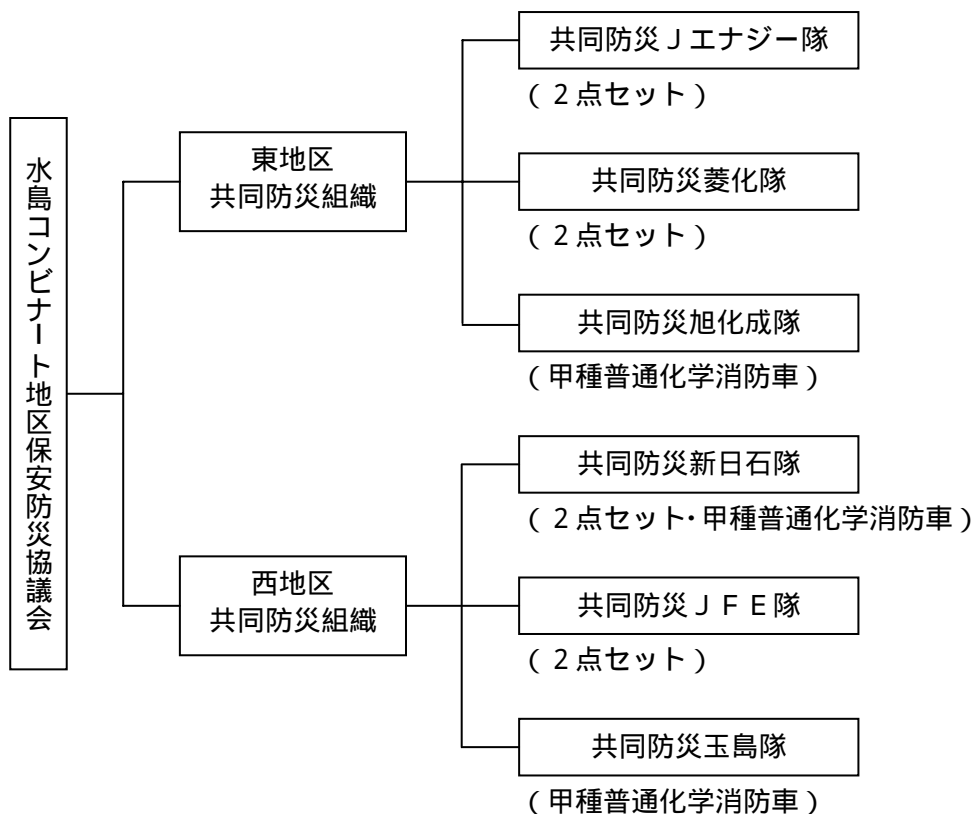 水島コンビナート地区保安防災協議会
東地区
共同防災組織
共同防災Ｊエナジー隊
（２点セット）
共同防災菱化隊
（２点セット）
共同防災旭化成隊
（甲種普通化学消防車）
西地区
共同防災組織
共同防災新日石隊
（２点セット・甲種普通化学消防車）
共同防災ＪＦＥ隊
（２点セット）
共同防災玉島隊
（甲種普通化学消防車）